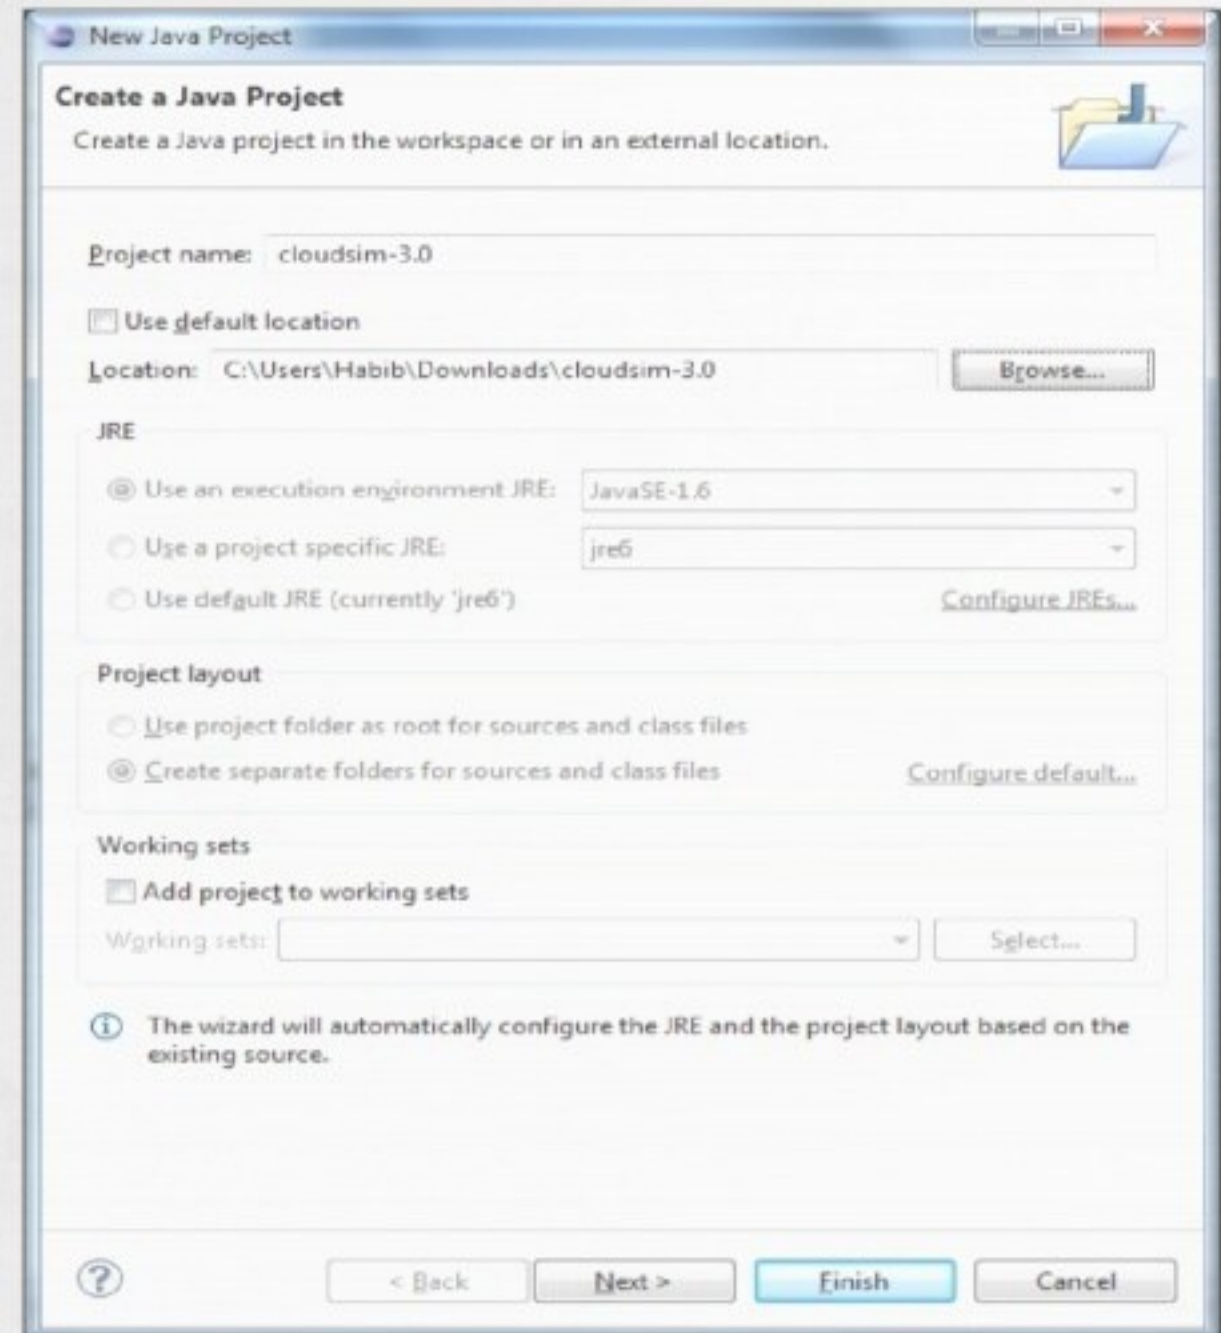 New Java Project
Create a Java Project
Create a Java project in the workspace or in an external location.
Project name: cloudsim-3.0
Use default location
Location: C:\Users\Habib\Downloads\cloudsim-3.0 Browse...
JRE
Use an execution environment JRE: JavaSE-1.6
Use a project specific JRE: jre6
Use default JRE (currently 'jre6') Configure JREs...
Project layout
Use project folder as root for sources and class files
Create separate folders for sources and class files Configure default...
Working sets
Add project to working sets
Working sets: Select...
The wizard will automatically configure the JRE and the project layout based on the
existing source.
< Back Next > Finish Cancel